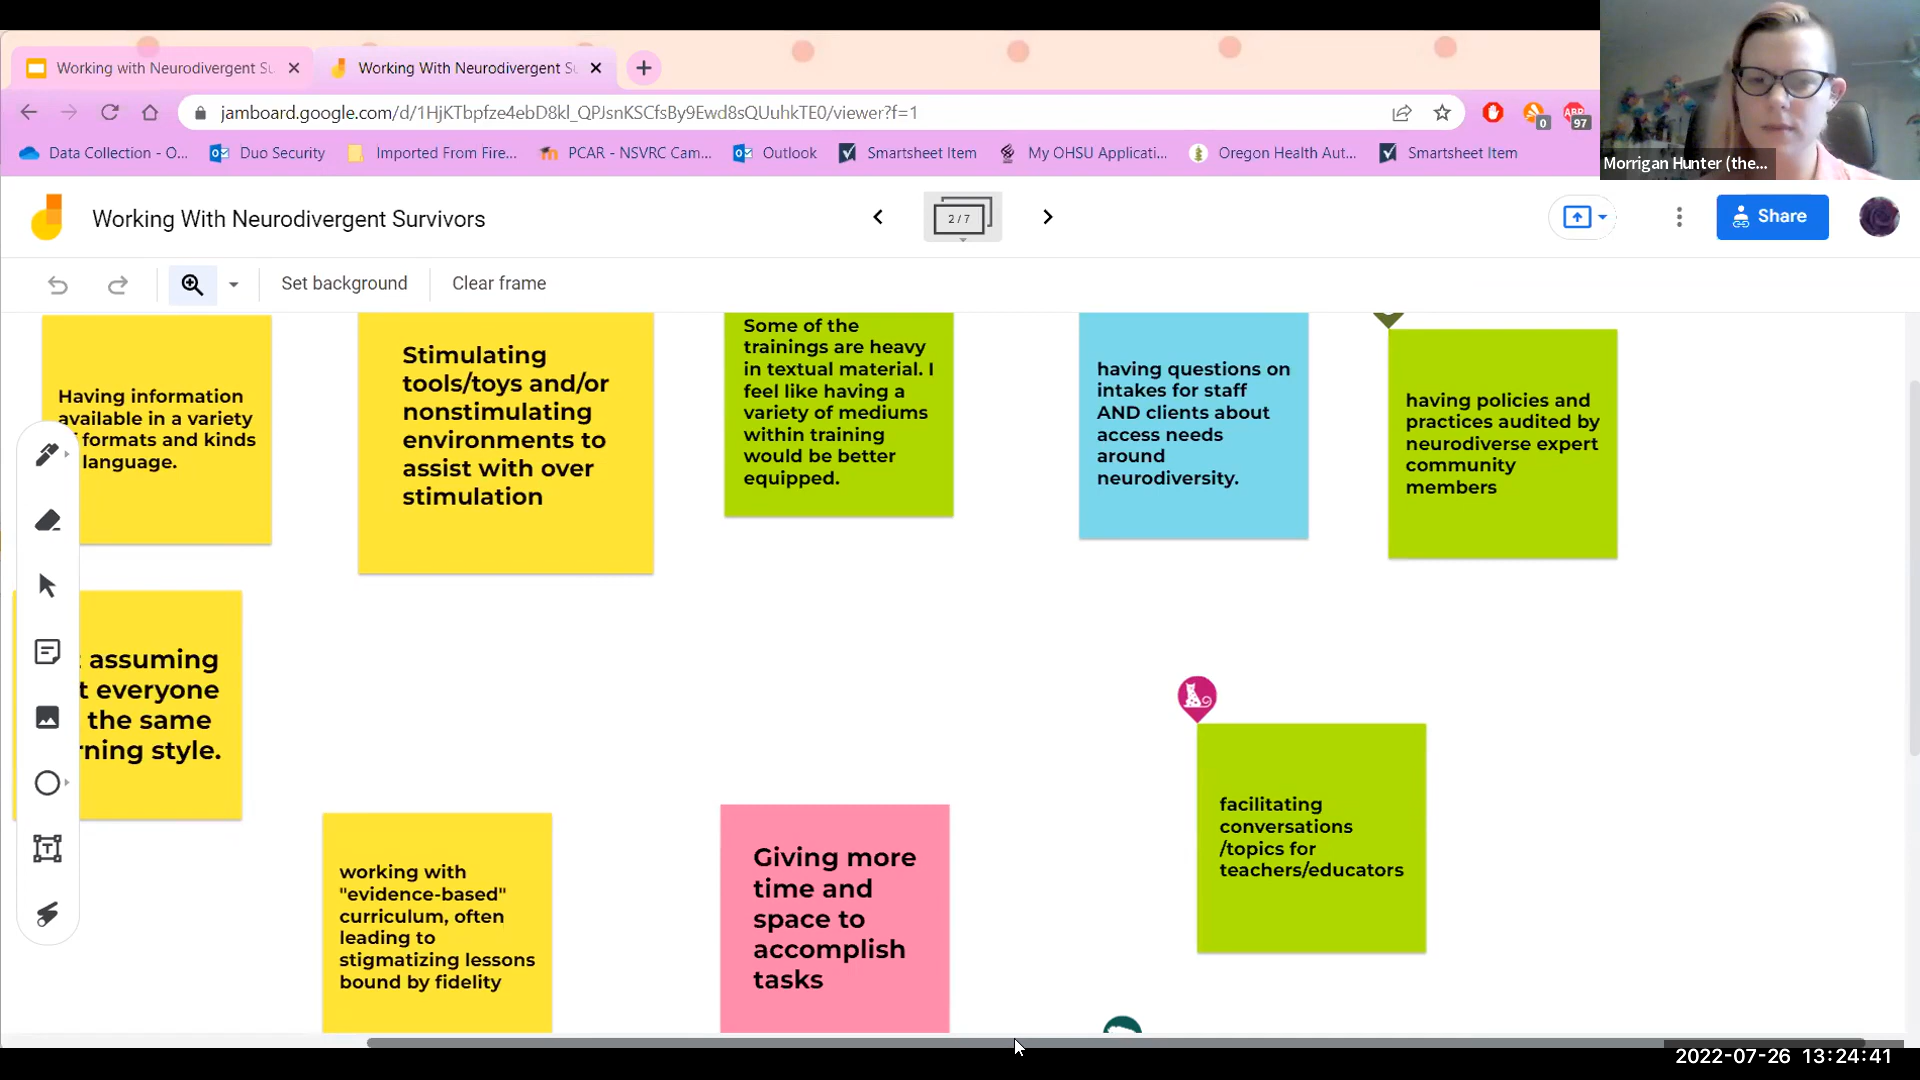 Working with Neurodivergent Su
Working With Neurodivergent Su
jamboard.google.com/d/1HjKTbpfze4ebD8kl_QPJsnKSCfsBy9Ewd8sQUuhkTE0/viewer?f=1
0
ABP
97
Data Collection - O...
Duo Security
Imported From Fire...
PCAR - NSVRC Cam...
Outlook
Smartsheet Item
My OHSU Applicati...
Oregon Health Aut...
Smartsheet Item
Morrigan Hunter (the...
Working With Neurodivergent Survivors
2 / 7
Share
Set background
Clear frame
Having information
available in a variety
formats and kinds
language.
Stimulating
tools/toys and/or
nonstimulating
environments to
assist with over
stimulation
Some of the
trainings are heavy
in textual material. I
feel like having a
variety of mediums
within training
would be better
equipped.
having questions on
intakes for staff
AND clients about
access needs
around
neurodiversity.
having policies and
practices audited by
neurodiverse expert
community
members
assuming
everyone
the same
rning style.
working with
"evidence-based"
curriculum, often
leading to
stigmatizing lessons
bound by fidelity
Giving more
time and
space to
accomplish
tasks
facilitating
conversations
/topics for
teachers/educators
2022-07-26 13:24:41